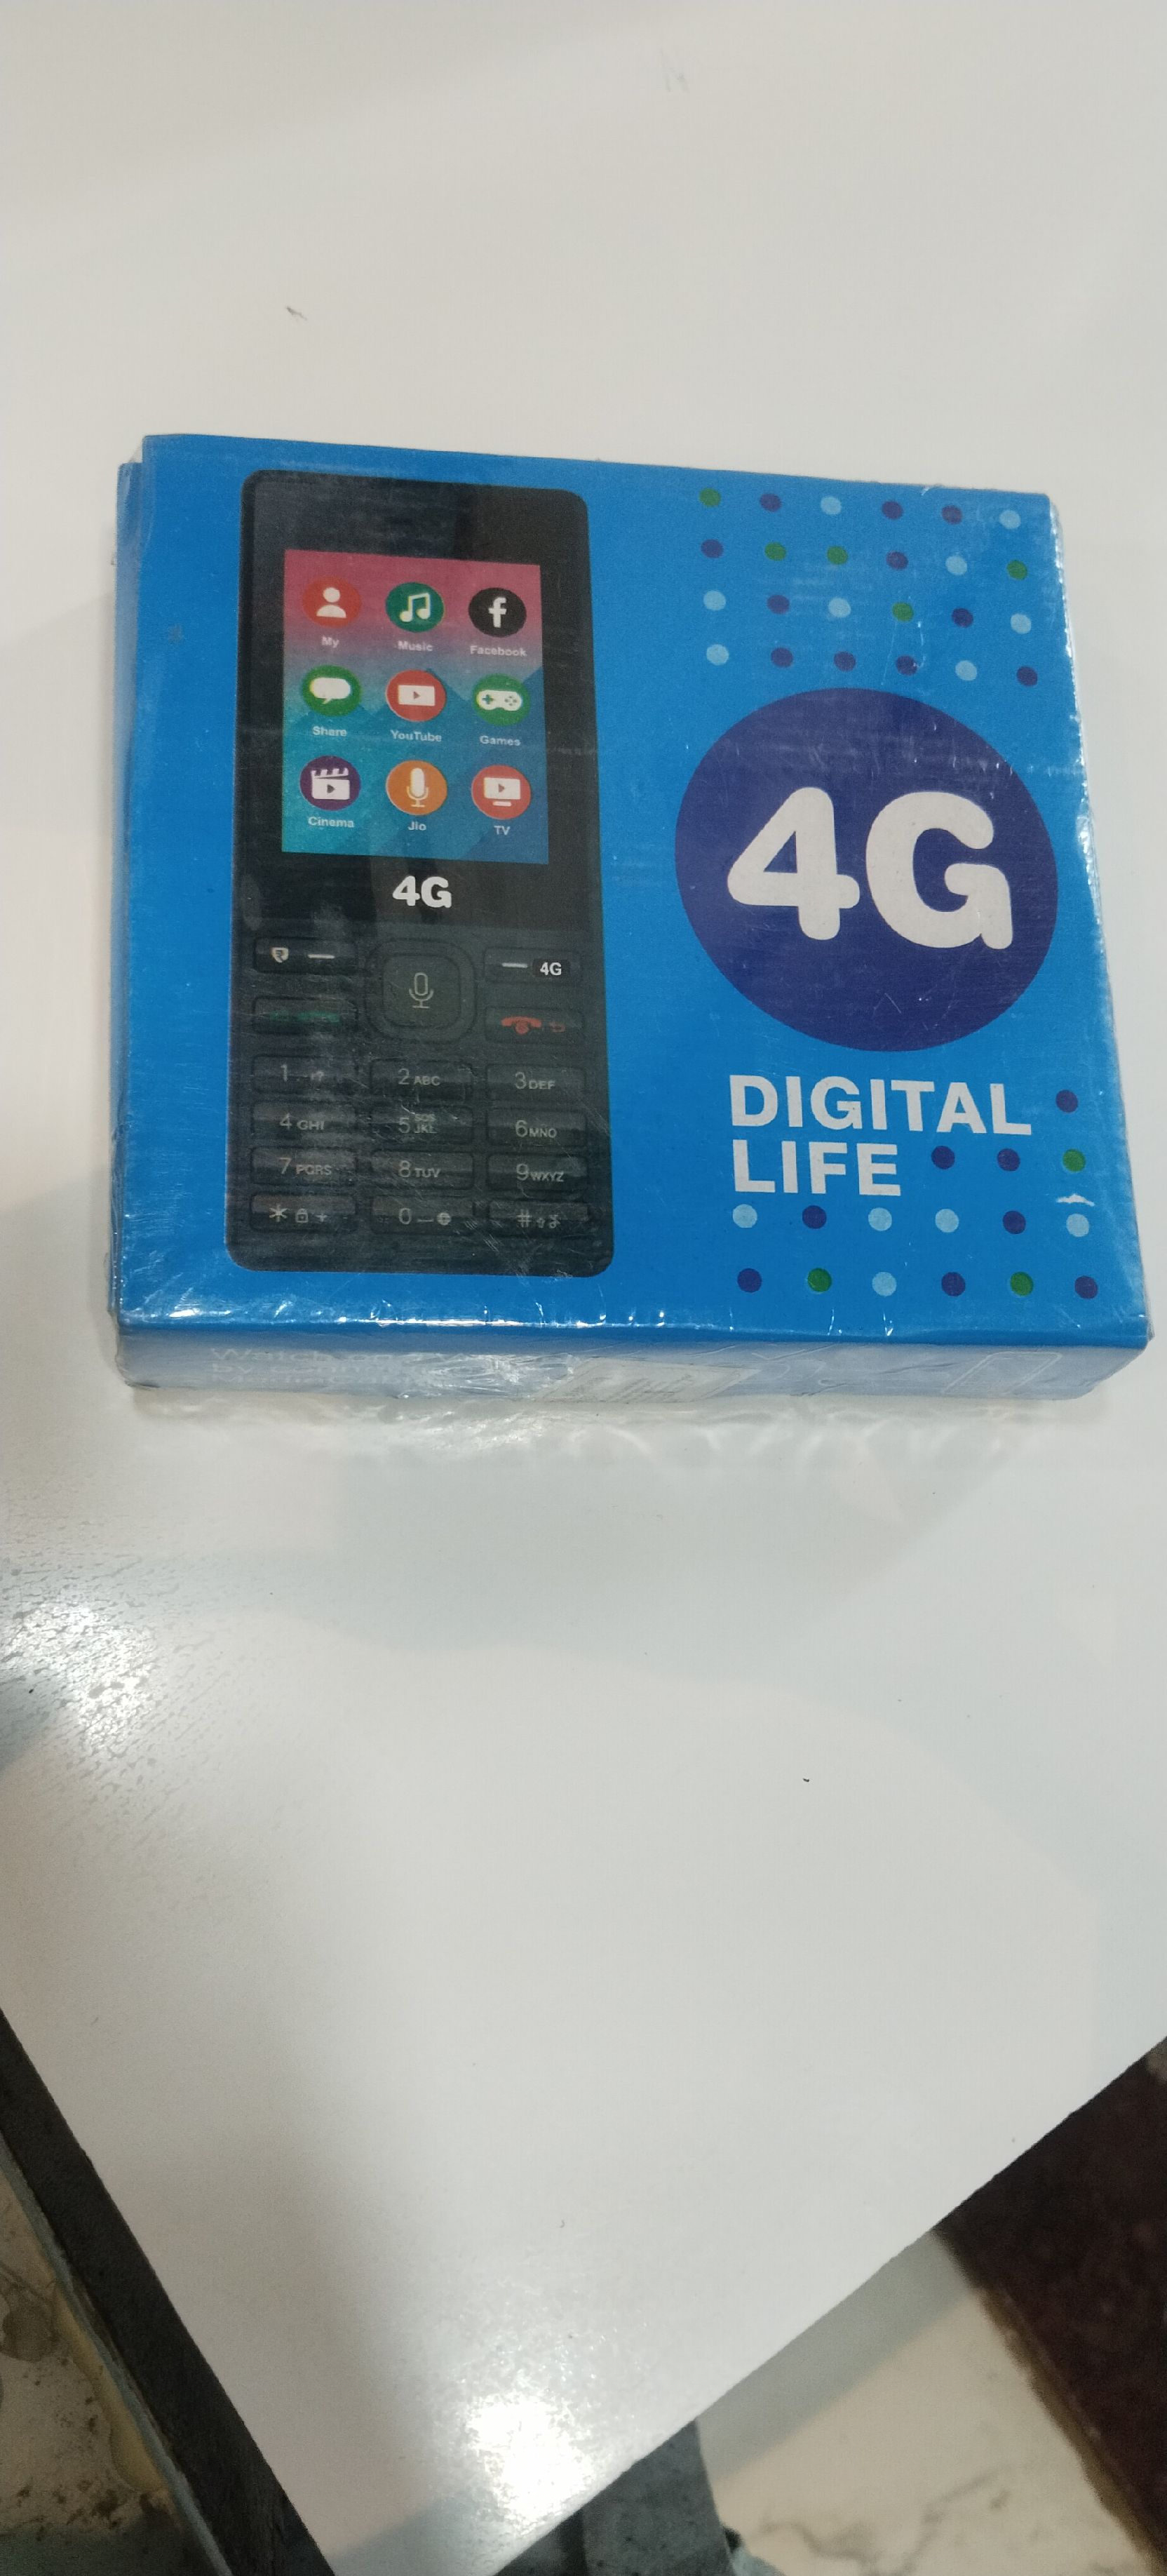 My Music Facebook
Share YouTube Games
Cinema Jio TV
4G
4G
1
2 ABC
3 DEF
4 GHI
5 JKL
6 MNO
7 PQRS
8 TUV
9 WXYZ
*
0
#
4G
DIGITAL
LIFE